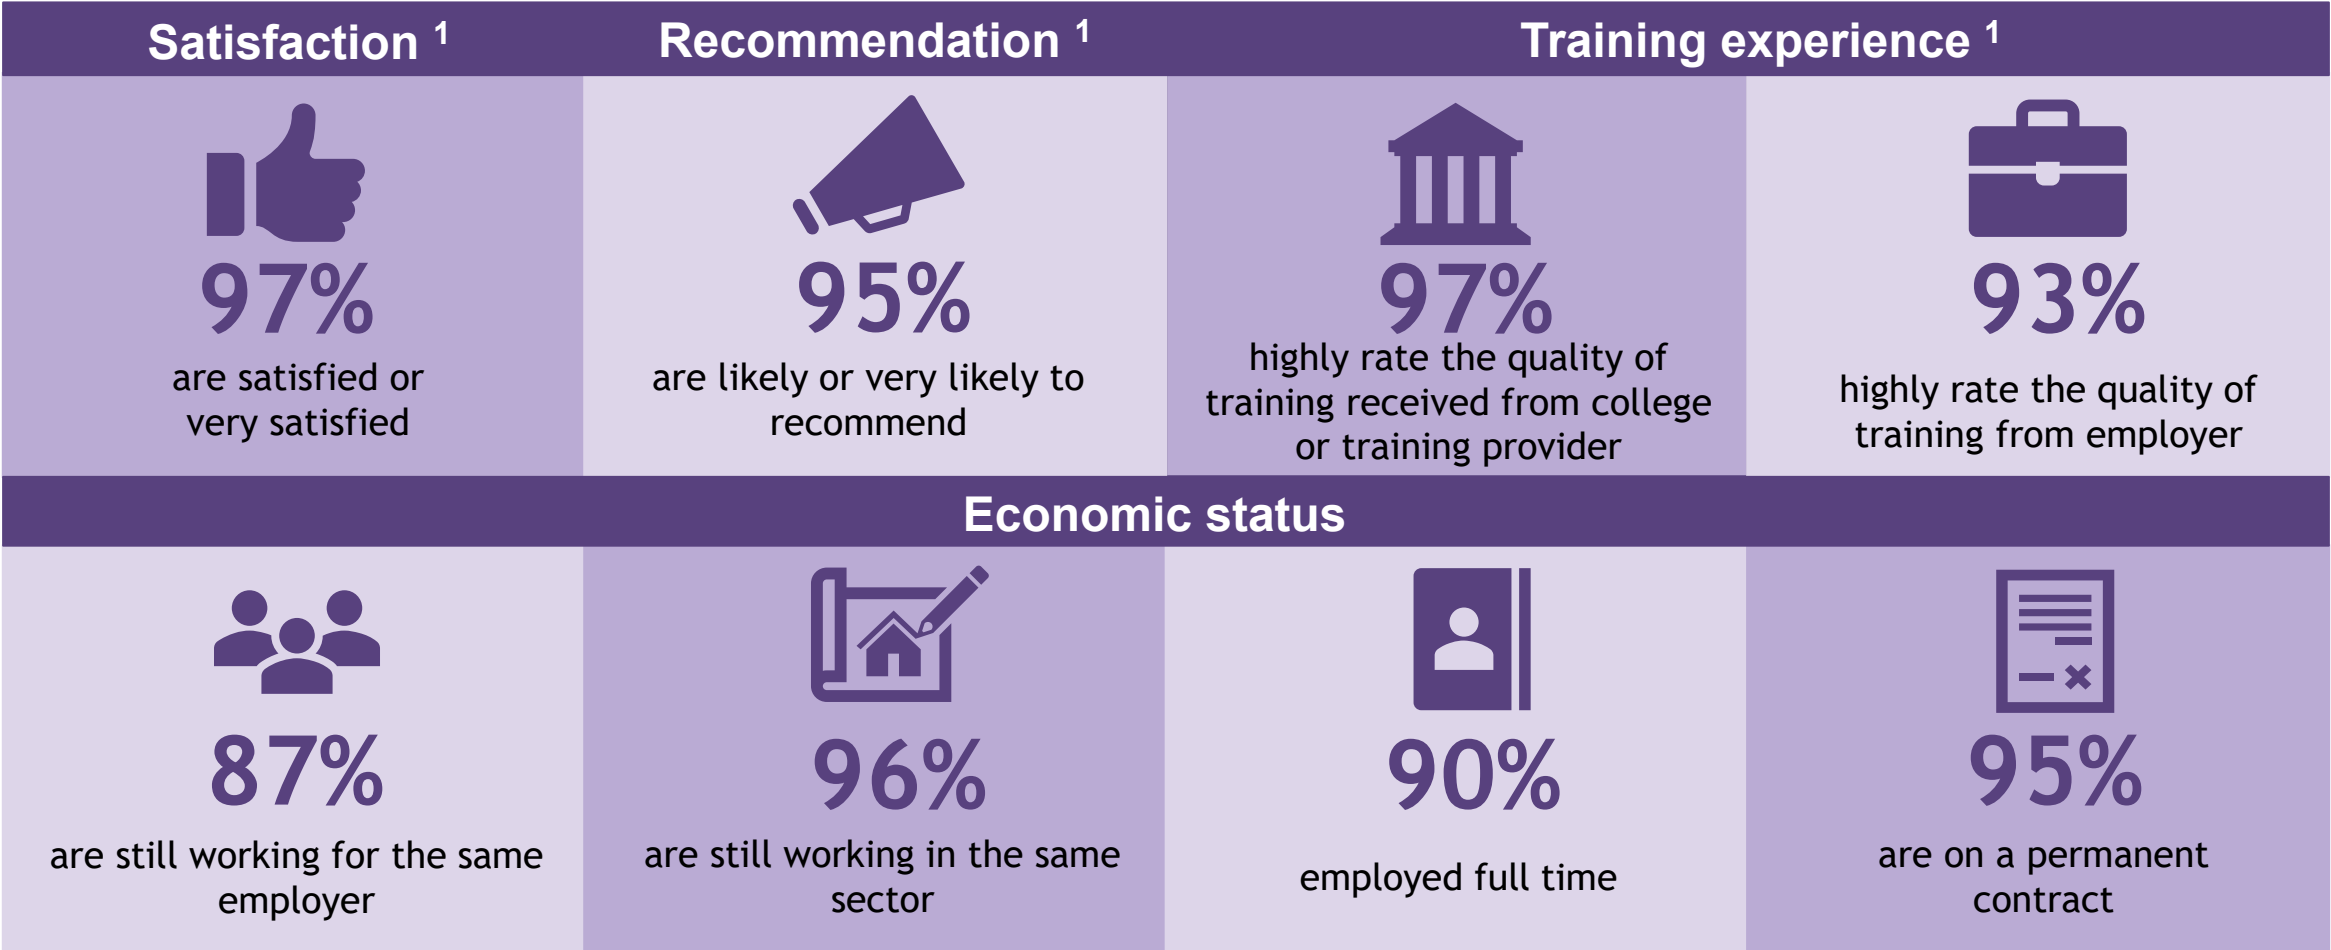 Satisfaction 1
Recommendation 1
Training experience 1
97%
are satisfied or
very satisfied
95%
are likely or very likely to
recommend
97%
highly rate the quality of
training received from college
or training provider
93%
highly rate the quality of
training from employer
Economic status
87%
are still working for the same
employer
96%
are still working in the same
sector
90%
employed full time
95%
are on a permanent
contract